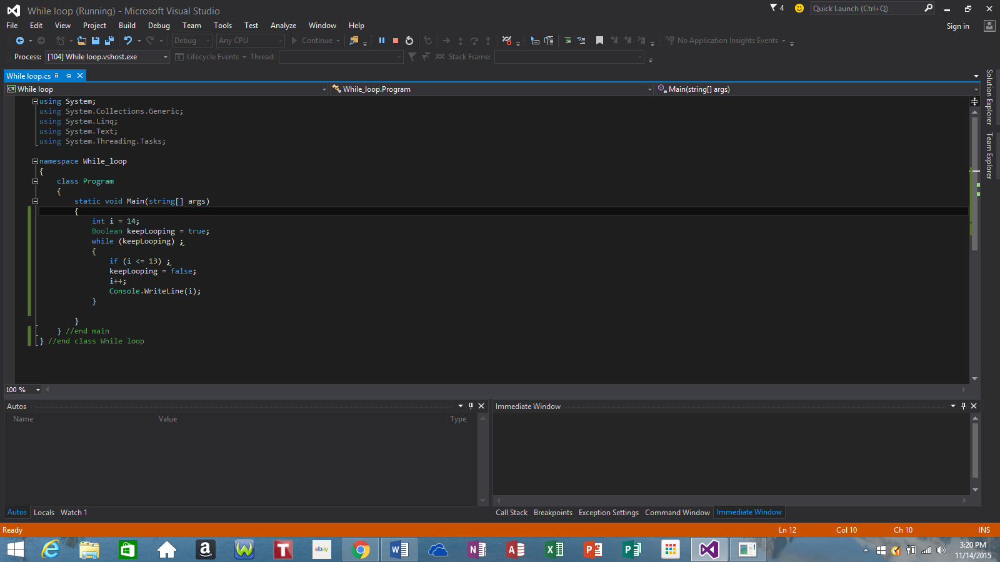 While loop (Running) - Microsoft Visual Studio
4
Quick Launch (Ctrl+Q)
File Edit View Project Build Debug Team Tools Test Analyze Window Help
Sign in
Debug Any CPU Continue
No Application Insights Events
Process: [104] While loop.vshost.exe Lifecycle Events Thread: Stack Frame:
While loop.cs
C# While loop While_loop.Program Main(string[] args)
using System;
using System.Collections.Generic;
using System.Linq;
using System.Text;
using System.Threading.Tasks;
namespace While_loop
{
class Program
{
static void Main(string[] args)
{
int i = 14;
Boolean keepLooping = true;
while (keepLooping) ;
{
if (i <= 13) ;
keepLooping = false;
i++;
Console.WriteLine(i);
}
}
} //end main
} //end class While loop
Solution Explorer
Team Explorer
100 %
Autos
Name Value Type
Immediate Window
Autos Locals Watch 1
Call Stack Breakpoints Exception Settings Command Window Immediate Window
Ready Ln 12 Col 10 Ch 10 INS
a W T ebay W N A X P P
3:20 PM
11/14/2015